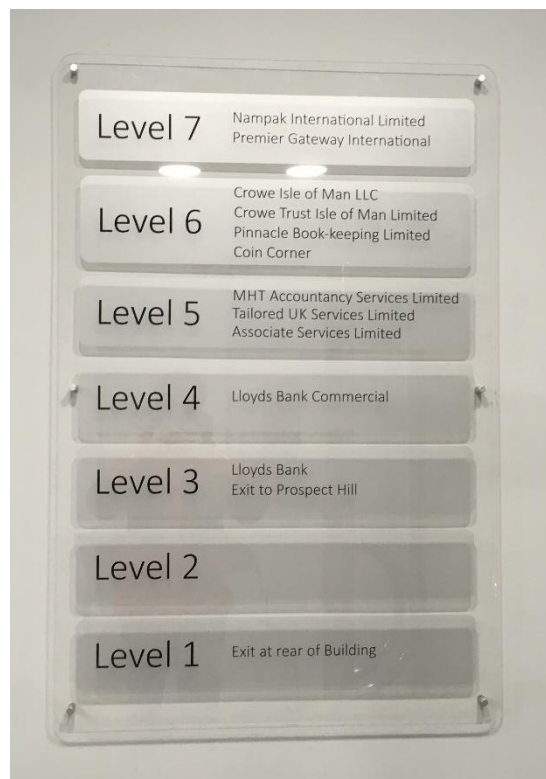 Level 7
Nampak International Limited
Premier Gateway International
Level 6
Crowe Isle of Man LLC
Crowe Trust Isle of Man Limited
Pinnacle Book-keeping Limited
Coin Corner
Level 5
MHT Accountancy Services Limited
Tailored UK Services Limited
Associate Services Limited
Level 4
Lloyds Bank Commercial
Level 3
Lloyds Bank
Exit to Prospect Hill
Level 2
Level 1
Exit at rear of Building